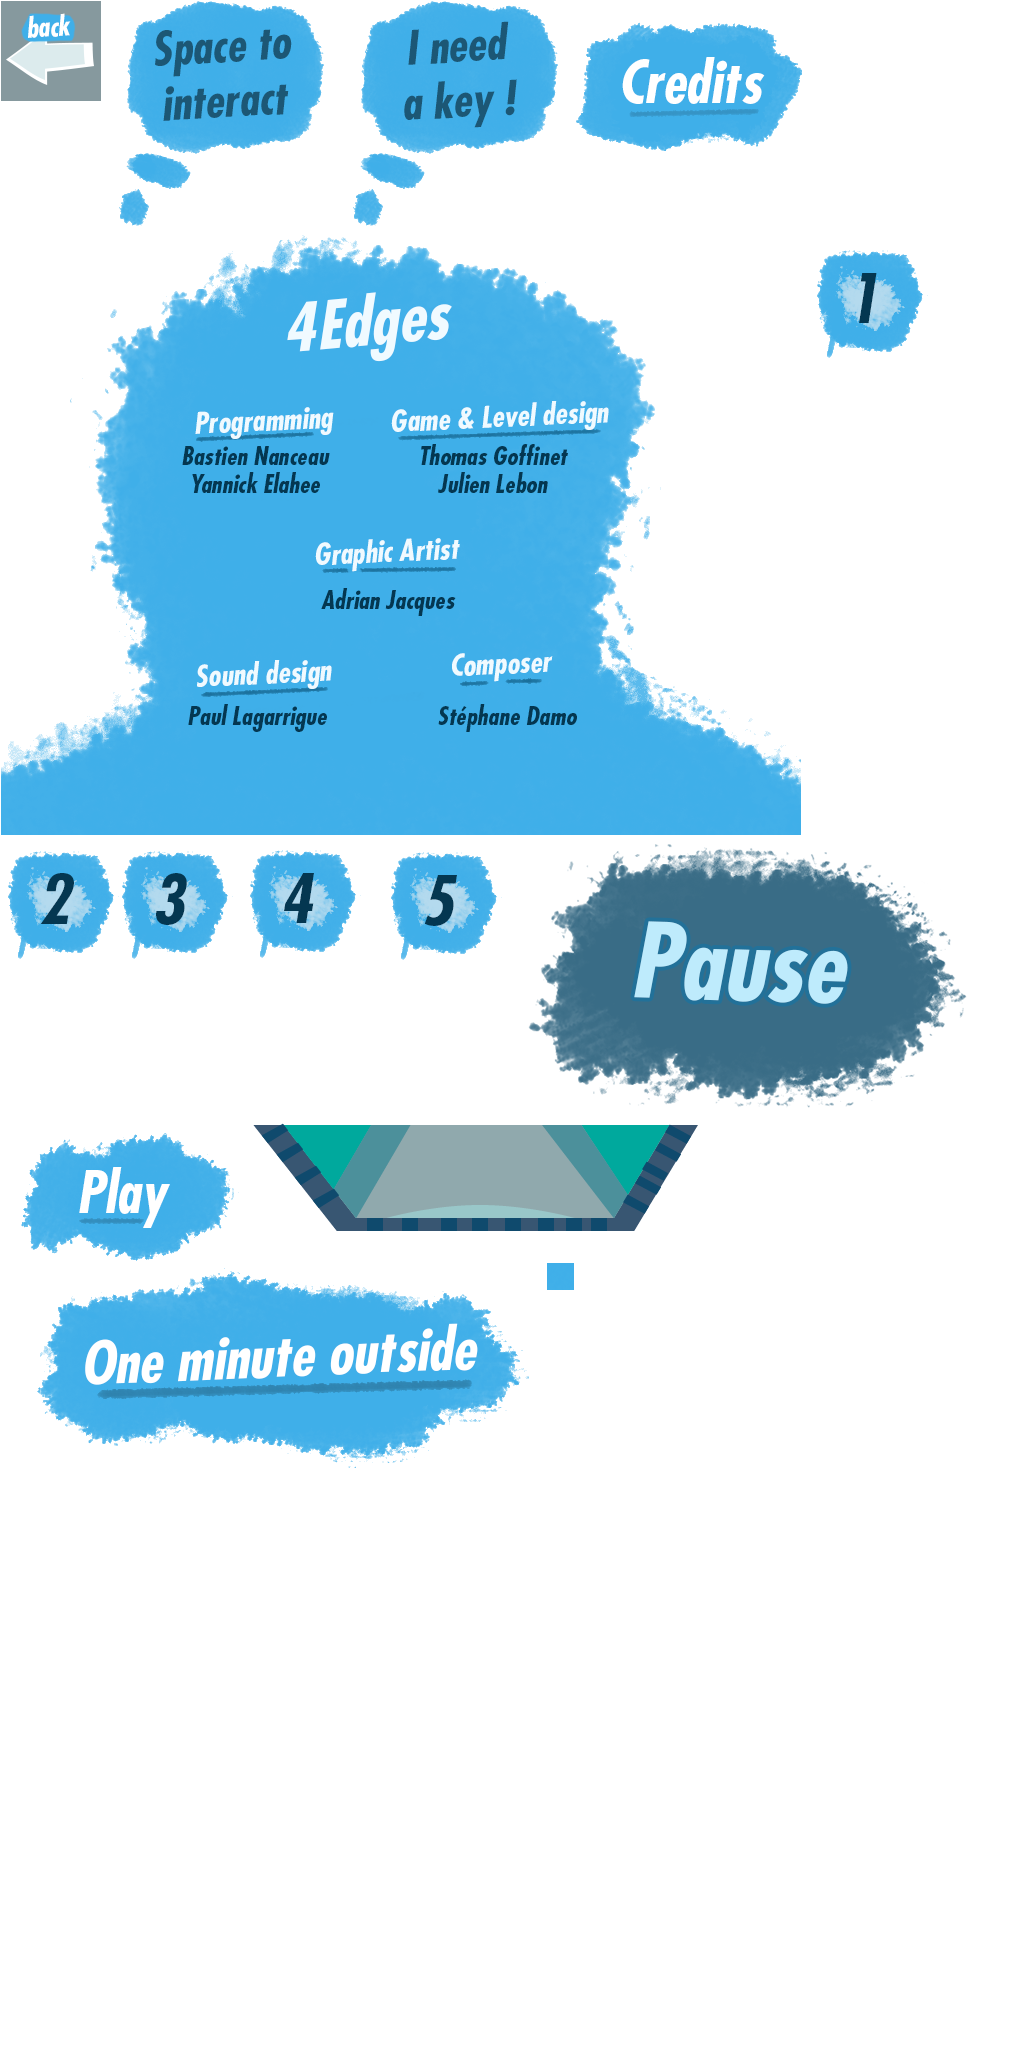 back
Space to
interact
I need
a key !
Credits
1
4Edges
Programming
Bastien Nanceau
Yannick Elahee
Game & Level design
Thomas Goffinet
Julien Lebon
Graphic Artist
Adrian Jacques
Sound design
Paul Lagarrigue
Composer
Stéphane Damo
2
3
4
5
Pause
Play
One minute outside